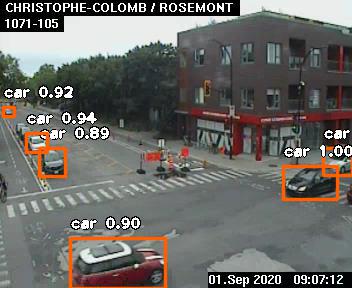 CHRISTOPHE-COLOMB / ROSEMONT
1071-105
car 0.92
car 0.94
car 0.89
car
car 1.00
car 0.90
01.Sep 2020 09:07:12